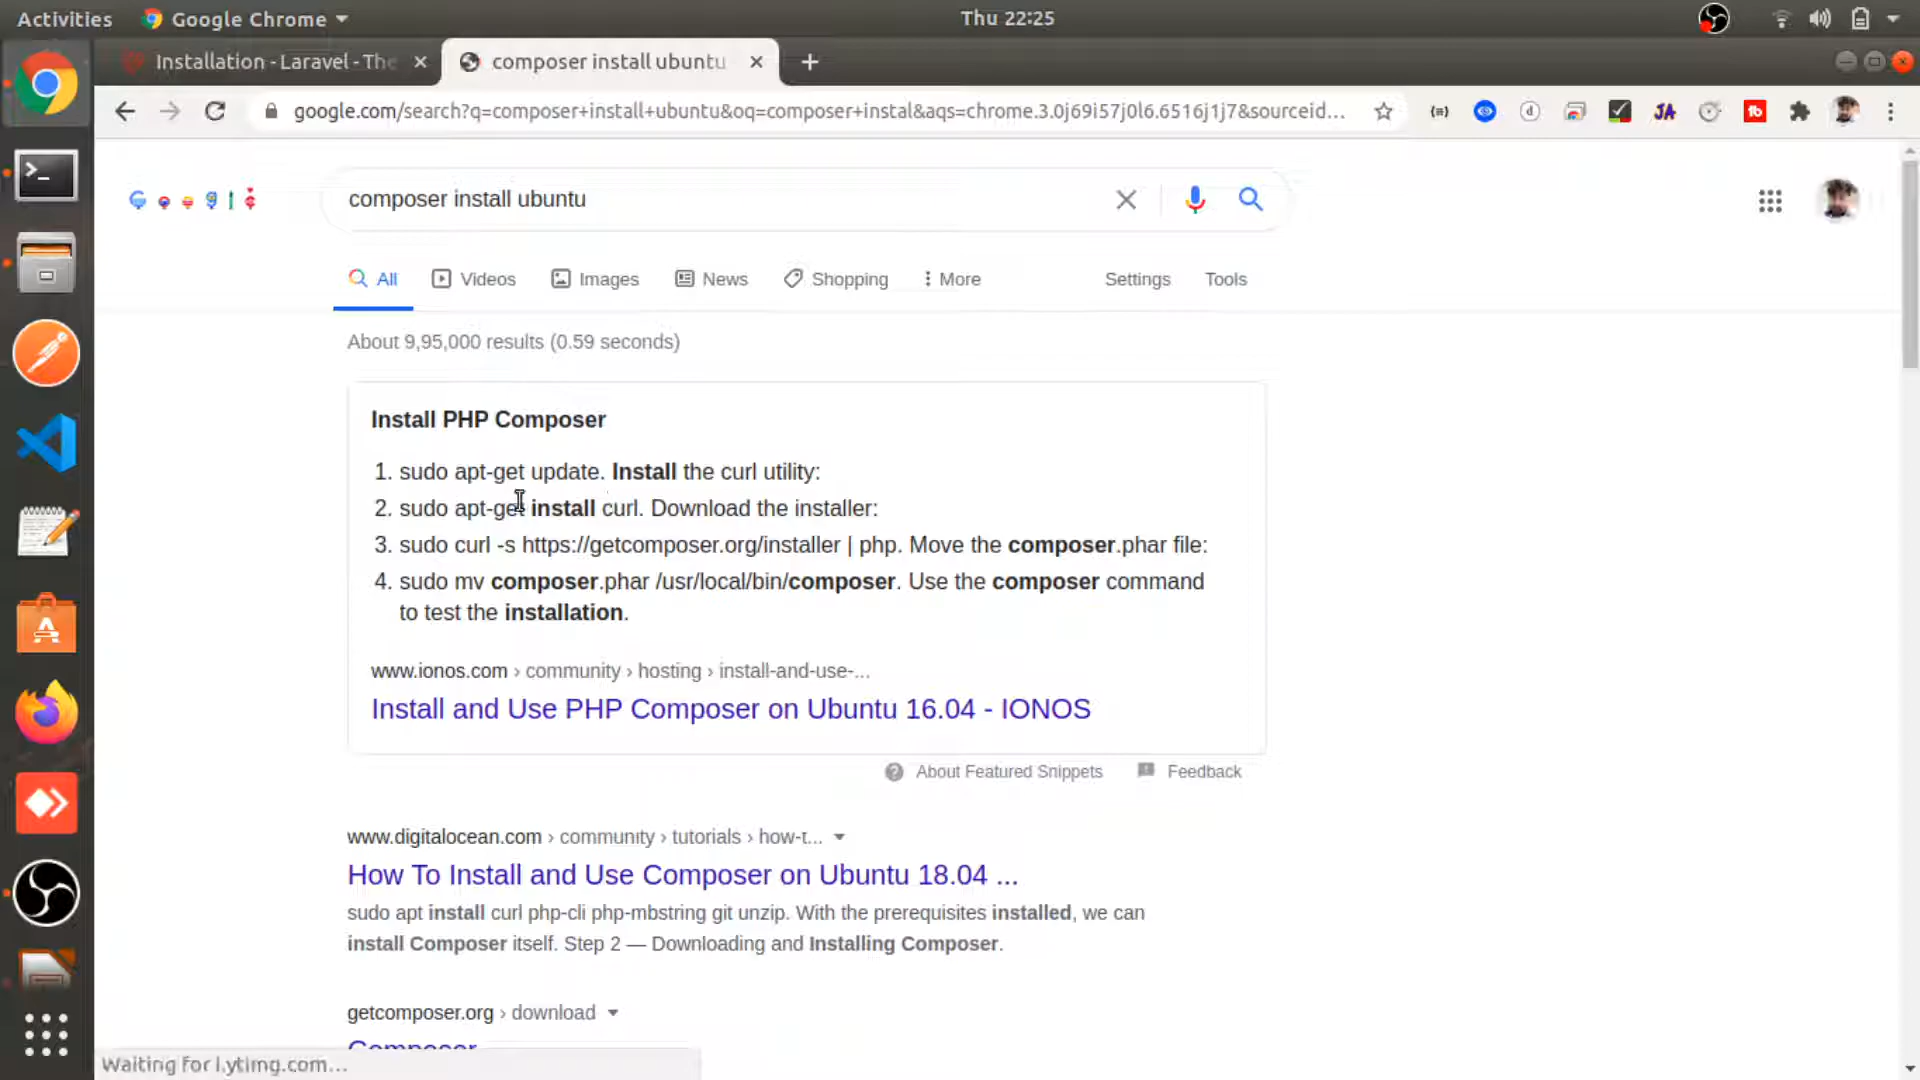 Activities Google Chrome Thu 22:25
Installation - Laravel - The composer install ubuntu
google.com/search?q=composer+install+ubuntu&oq=composer+instal&aqs=chrome.3.0j69i57j0l6.6516j1j7&sourceid...
composer install ubuntu
All Videos Images News Shopping More Settings Tools
About 9,95,000 results (0.59 seconds)
Install PHP Composer
1. sudo apt-get update. Install the curl utility:
2. sudo apt-get install curl. Download the installer:
3. sudo curl -s https://getcomposer.org/installer | php. Move the composer.phar file:
4. sudo mv composer.phar /usr/local/bin/composer. Use the composer command
to test the installation.
www.ionos.com › community › hosting › install-and-use-...
Install and Use PHP Composer on Ubuntu 16.04 - IONOS
About Featured Snippets Feedback
www.digitalocean.com › community › tutorials › how-t...
How To Install and Use Composer on Ubuntu 18.04 ...
sudo apt install curl php-cli php-mbstring git unzip. With the prerequisites installed, we can
install Composer itself. Step 2 — Downloading and Installing Composer.
getcomposer.org › download
Composer
Waiting for i.ytimg.com...